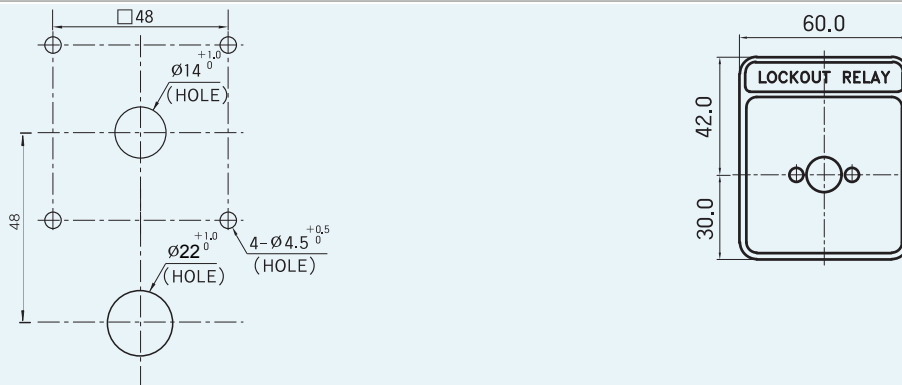 □48
Ø14 +1.0 0
(HOLE)
48
Ø22 +1.0 0
(HOLE)
4-Ø4.5 +0.5 0
(HOLE)
60.0
LOCKOUT RELAY
42.0
30.0